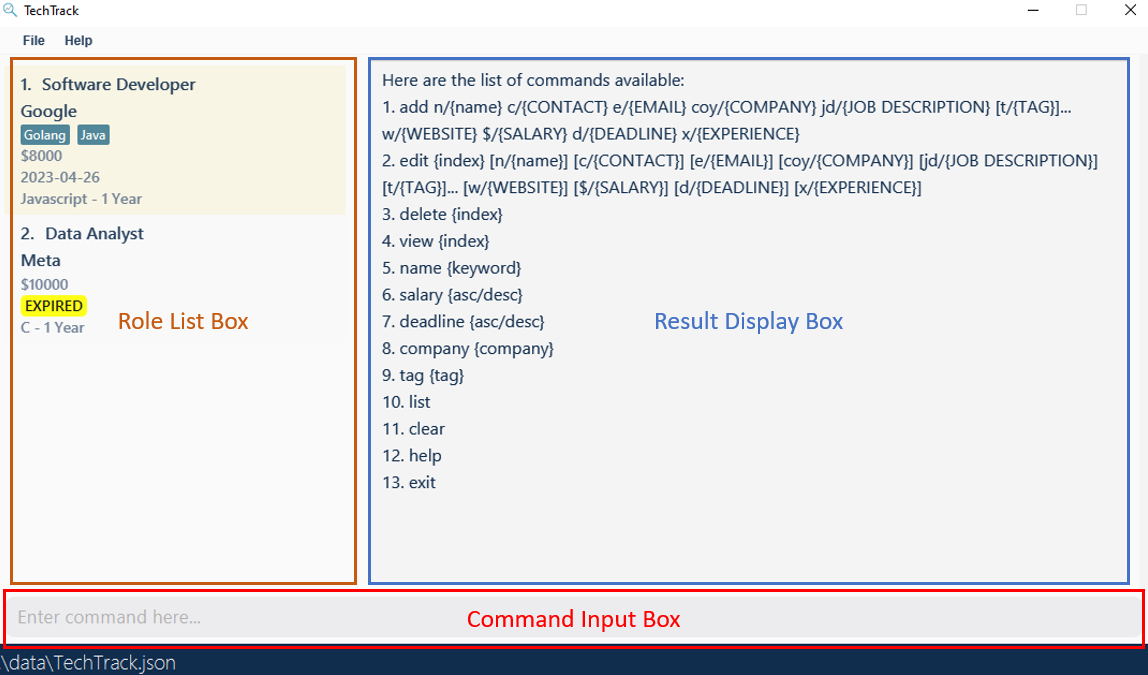 TechTrack
File Help
1. Software Developer
Google
Golang Java
$8000
2023-04-26
Javascript - 1 Year
2. Data Analyst
Meta
$10000
EXPIRED
C - 1 Year
Role List Box
Here are the list of commands available:
1. add n/{name} c/{CONTACT} e/{EMAIL} coy/{COMPANY} jd/{JOB DESCRIPTION} [t/{TAG}]...
w/{WEBSITE} $/{SALARY} d/{DEADLINE} x/{EXPERIENCE}
2. edit {index} [n/{name}] [c/{CONTACT}] [e/{EMAIL}] [coy/{COMPANY}] [jd/{JOB DESCRIPTION}]
[t/{TAG}]... [w/{WEBSITE}] [$/{SALARY}] [d/{DEADLINE}] [x/{EXPERIENCE}]
3. delete {index}
4. view {index}
5. name {keyword}
6. salary {asc/desc}
7. deadline {asc/desc}
8. company {company}
9. tag {tag}
10. list
11. clear
12. help
13. exit
Result Display Box
Enter command here...
Command Input Box
\data\TechTrack.json